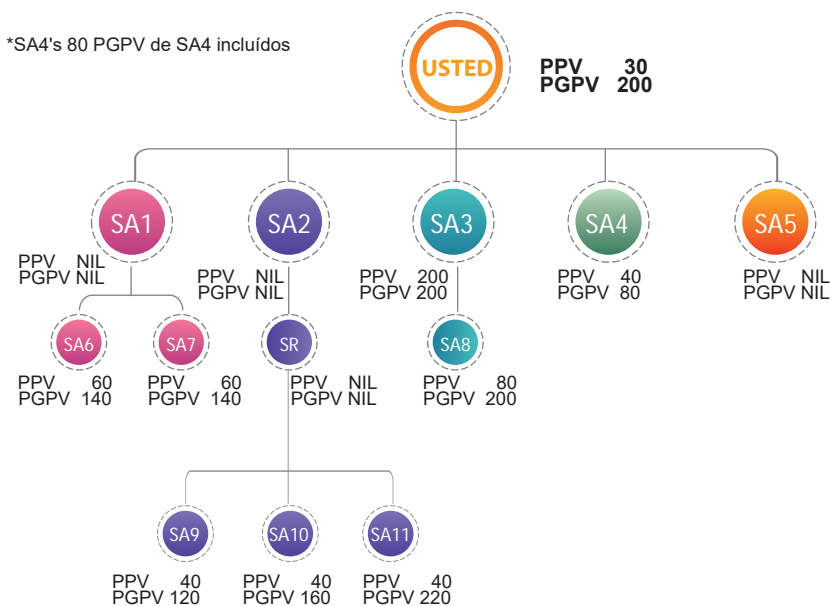 *SA4's 80 PGPV de SA4 incluídos
USTED
PPV 30
PGPV 200
SA1
SA2
SA3
SA4
SA5
PPV NIL
PGPV NIL
PPV NIL
PGPV NIL
PPV 200
PGPV 200
PPV 40
PGPV 80
PPV NIL
PGPV NIL
SA6
SA7
SR
SA8
PPV 60
PGPV 140
PPV 60
PGPV 140
PPV NIL
PGPV NIL
PPV 80
PGPV 200
SA9
SA10
SA11
PPV 40
PGPV 120
PPV 40
PGPV 160
PPV 40
PGPV 220